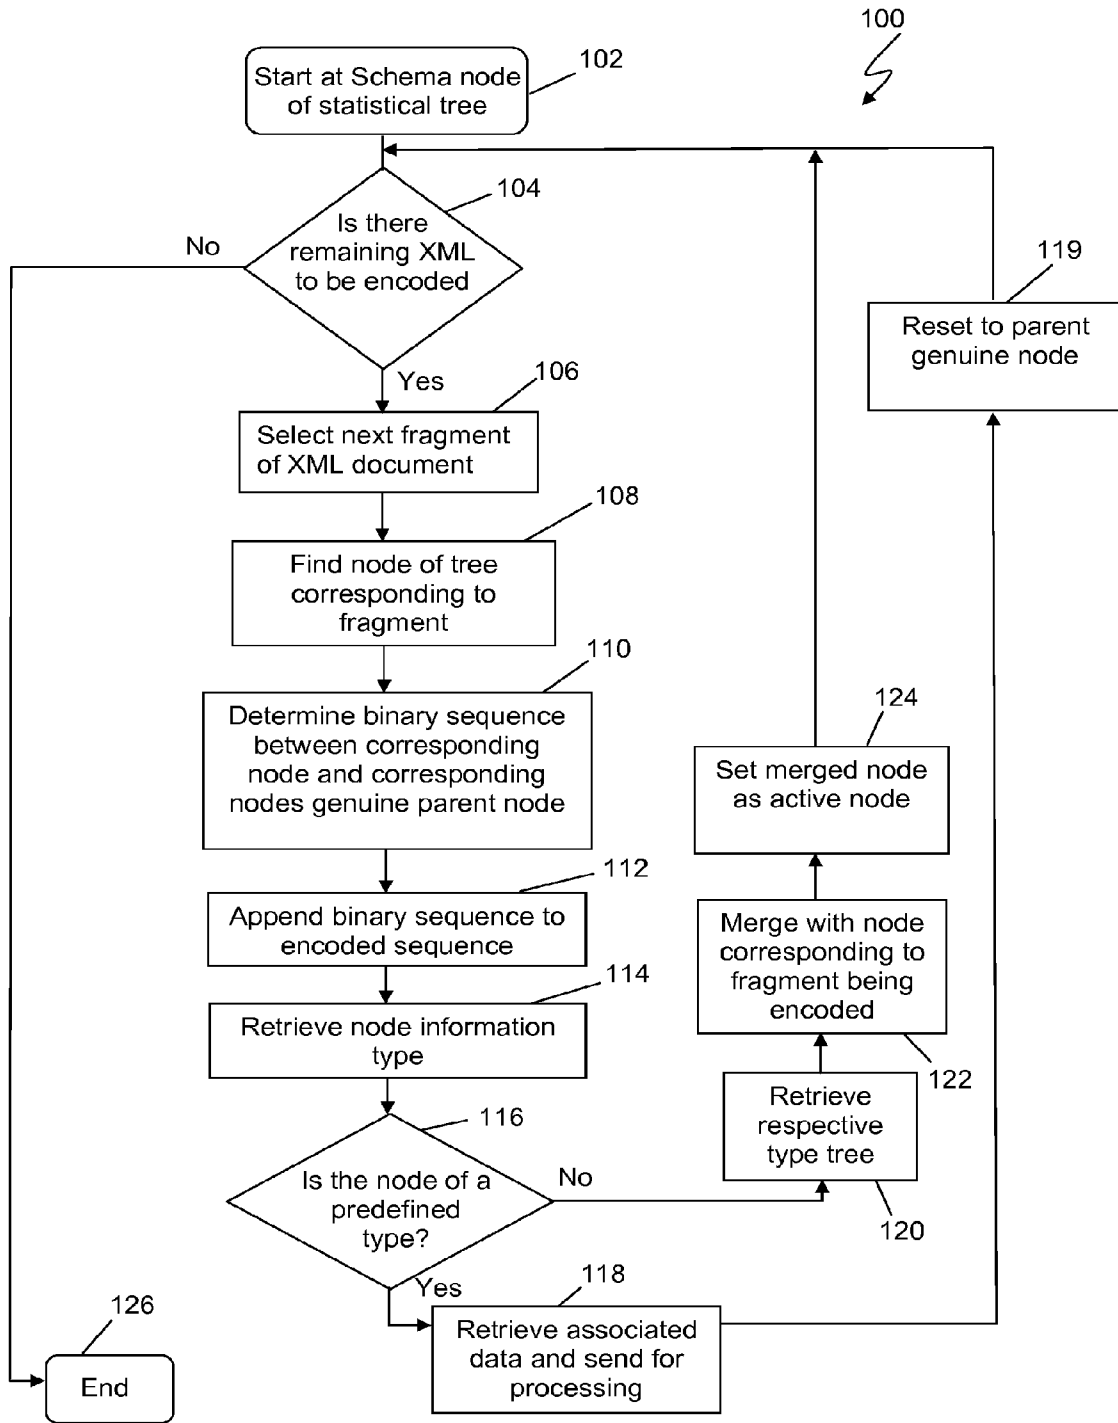 100
102
Start at Schema node
of statistical tree
104
Is there
remaining XML
to be encoded
No
Yes
119
Reset to parent
genuine node
106
Select next fragment
of XML document
108
Find node of tree
corresponding to
fragment
110
Determine binary sequence
between corresponding
node and corresponding
nodes genuine parent node
124
Set merged node
as active node
112
Append binary sequence to
encoded sequence
Merge with node
corresponding to
fragment being
encoded
122
114
Retrieve node information
type
Retrieve
respective
type tree
120
116
Is the node of a
predefined
type?
No
Yes
118
Retrieve associated
data and send for
processing
126
End